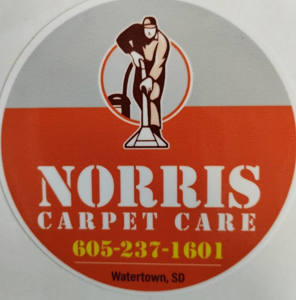 NORRIS
CARPET CARE
605-237-1601
Watertown, SD